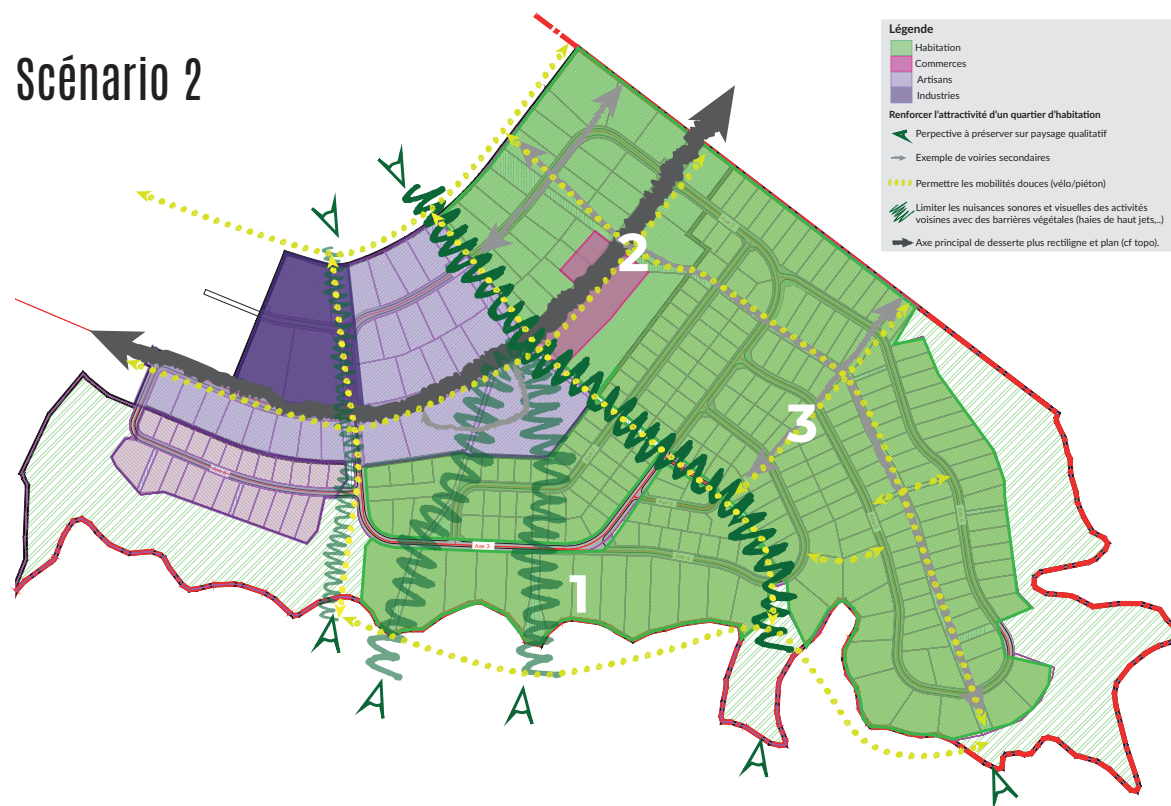 Scénario 2
Légende
Habitation
Commerces
Artisans
Industries
Renforcer l'attractivité d'un quartier d'habitation
Perpective à préserver sur paysage qualitatif
Exemple de voiries secondaires
Permettre les mobilités douces (vélo/piéton)
Limiter les nuisances sonores et visuelles des activités
voisines avec des barrières végétales (haies de haut jets,..)
Axe principal de desserte plus rectiligne et plan (cf topo).
2
3
Axe 3
1